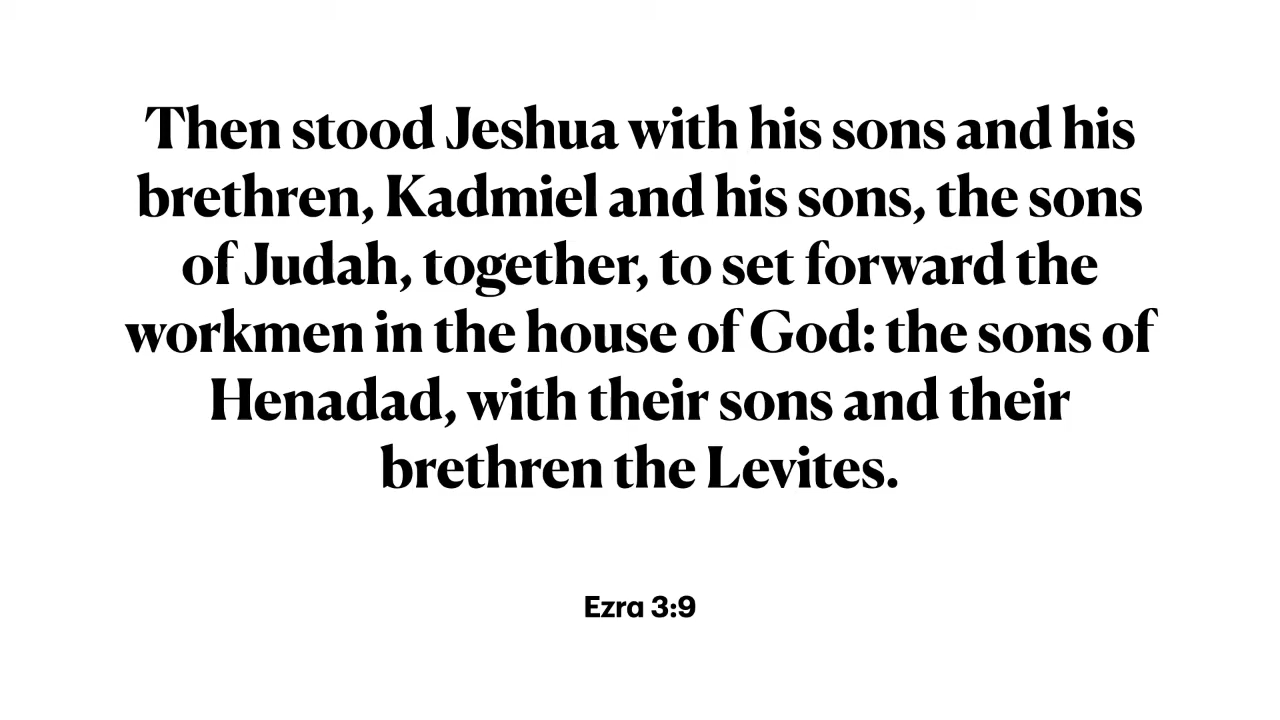 Then stood Jeshua with his sons and his
brethren, Kadmiel and his sons, the sons
of Judah, together, to set forward the
workmen in the house of God: the sons of
Henadad, with their sons and their
brethren the Levites.
Ezra 3:9